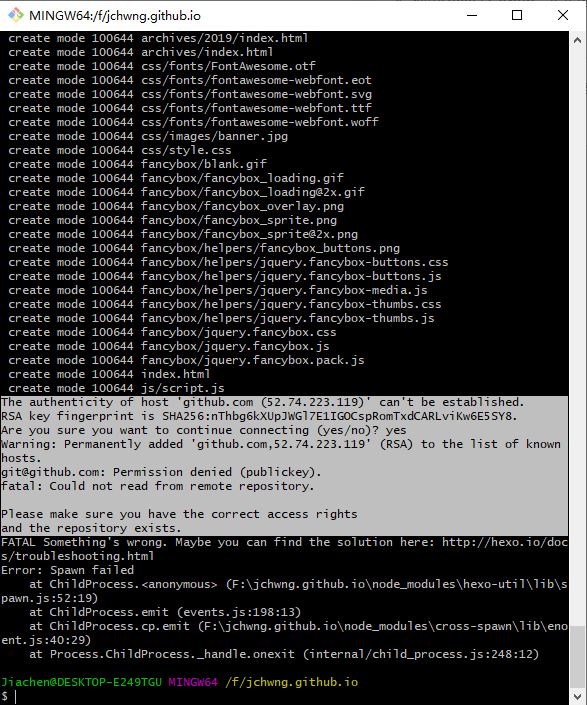 MINGW64:/f/jchwng.github.io
create mode 100644 archives/2019/index.html
create mode 100644 archives/index.html
create mode 100644 css/fonts/FontAwesome.otf
create mode 100644 css/fonts/fontawesome-webfont.eot
create mode 100644 css/fonts/fontawesome-webfont.svg
create mode 100644 css/fonts/fontawesome-webfont.ttf
create mode 100644 css/fonts/fontawesome-webfont.woff
create mode 100644 css/images/banner.jpg
create mode 100644 css/style.css
create mode 100644 fancybox/blank.gif
create mode 100644 fancybox/fancybox_loading.gif
create mode 100644 fancybox/fancybox_loading@2x.gif
create mode 100644 fancybox/fancybox_overlay.png
create mode 100644 fancybox/fancybox_sprite.png
create mode 100644 fancybox/fancybox_sprite@2x.png
create mode 100644 fancybox/helpers/fancybox_buttons.png
create mode 100644 fancybox/helpers/jquery.fancybox-buttons.css
create mode 100644 fancybox/helpers/jquery.fancybox-buttons.js
create mode 100644 fancybox/helpers/jquery.fancybox-media.js
create mode 100644 fancybox/helpers/jquery.fancybox-thumbs.css
create mode 100644 fancybox/helpers/jquery.fancybox-thumbs.js
create mode 100644 fancybox/jquery.fancybox.css
create mode 100644 fancybox/jquery.fancybox.js
create mode 100644 fancybox/jquery.fancybox.pack.js
create mode 100644 index.html
create mode 100644 js/script.js
The authenticity of host 'github.com (52.74.223.119)' can't be established.
RSA key fingerprint is SHA256:nThbg6kXUpJWGl7E1IGOCspRomTxdCARLviKw6E5SY8.
Are you sure you want to continue connecting (yes/no)? yes
Warning: Permanently added 'github.com,52.74.223.119' (RSA) to the list of known
hosts.
git@github.com: Permission denied (publickey).
fatal: Could not read from remote repository.
Please make sure you have the correct access rights
and the repository exists.
FATAL Something's wrong. Maybe you can find the solution here: http://hexo.io/doc
s/troubleshooting.html
Error: Spawn failed
at ChildProcess.<anonymous> (F:\jchwng.github.io\node_modules\hexo-util\lib\s
pawn.js:52:19)
at ChildProcess.emit (events.js:198:13)
at ChildProcess.cp.emit (F:\jchwng.github.io\node_modules\cross-spawn\lib\eno
ent.js:40:29)
at Process.ChildProcess._handle.onexit (internal/child_process.js:248:12)
Jiachen@DESKTOP-E249TGU MINGW64 /f/jchwng.github.io
$